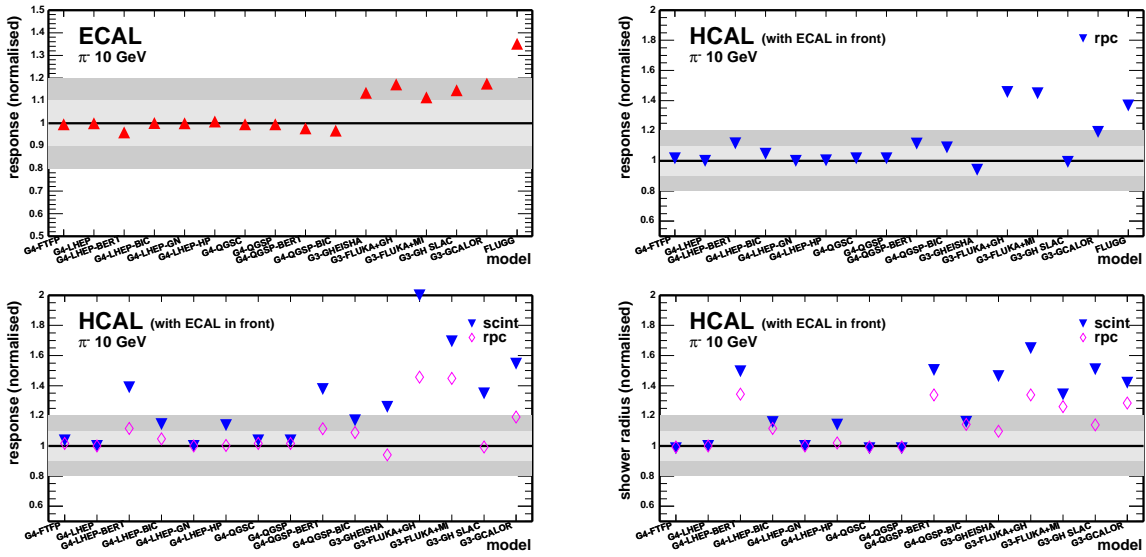 ECAL
π- 10 GeV
response (normalised)
1.5
1.4
1.3
1.2
1.1
1
0.9
0.8
0.7
0.6
0.5
G4-FTFP
G4-LHEP
G4-LHEP-BERT
G4-LHEP-BIC
G4-LHEP-GN
G4-LHEP-HP
G4-QGSC
G4-QGSP
G4-QGSP-BERT
G4-QGSP-BIC
G3-GHEISHA
G3-FLUKA+GH
G3-FLUKA+MI
G3-GH SLAC
G3-GCALOR
FLUGG
model
HCAL (with ECAL in front)
π- 10 GeV
rpc
response (normalised)
2
1.8
1.6
1.4
1.2
1
0.8
0.6
G4-FTFP
G4-LHEP
G4-LHEP-BERT
G4-LHEP-BIC
G4-LHEP-GN
G4-LHEP-HP
G4-QGSC
G4-QGSP
G4-QGSP-BERT
G4-QGSP-BIC
G3-GHEISHA
G3-FLUKA+GH
G3-FLUKA+MI
G3-GH SLAC
G3-GCALOR
FLUGG
model
HCAL (with ECAL in front)
π- 10 GeV
scint
rpc
response (normalised)
2
1.8
1.6
1.4
1.2
1
0.8
0.6
G4-FTFP
G4-LHEP
G4-LHEP-BERT
G4-LHEP-BIC
G4-LHEP-GN
G4-LHEP-HP
G4-QGSC
G4-QGSP
G4-QGSP-BERT
G4-QGSP-BIC
G3-GHEISHA
G3-FLUKA+GH
G3-FLUKA+MI
G3-GH SLAC
G3-GCALOR
model
HCAL (with ECAL in front)
π- 10 GeV
scint
rpc
shower radius (normalised)
2
1.8
1.6
1.4
1.2
1
0.8
0.6
G4-FTFP
G4-LHEP
G4-LHEP-BERT
G4-LHEP-BIC
G4-LHEP-GN
G4-LHEP-HP
G4-QGSC
G4-QGSP
G4-QGSP-BERT
G4-QGSP-BIC
G3-GHEISHA
G3-FLUKA+GH
G3-FLUKA+MI
G3-GH SLAC
G3-GCALOR
model